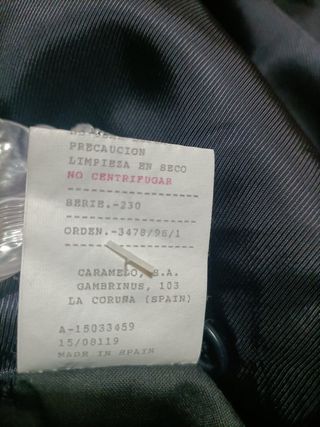 PRECAUCION
LIMPIEZA EN SECO
NO CENTRIFUGAR
SERIE.-230
ORDEN.-3478/96/1
CARAMELO, S.A.
GAMBRINUS, 103
LA CORUÑA (SPAIN)
A-15033459
15/08119
MADE IN SPAIN